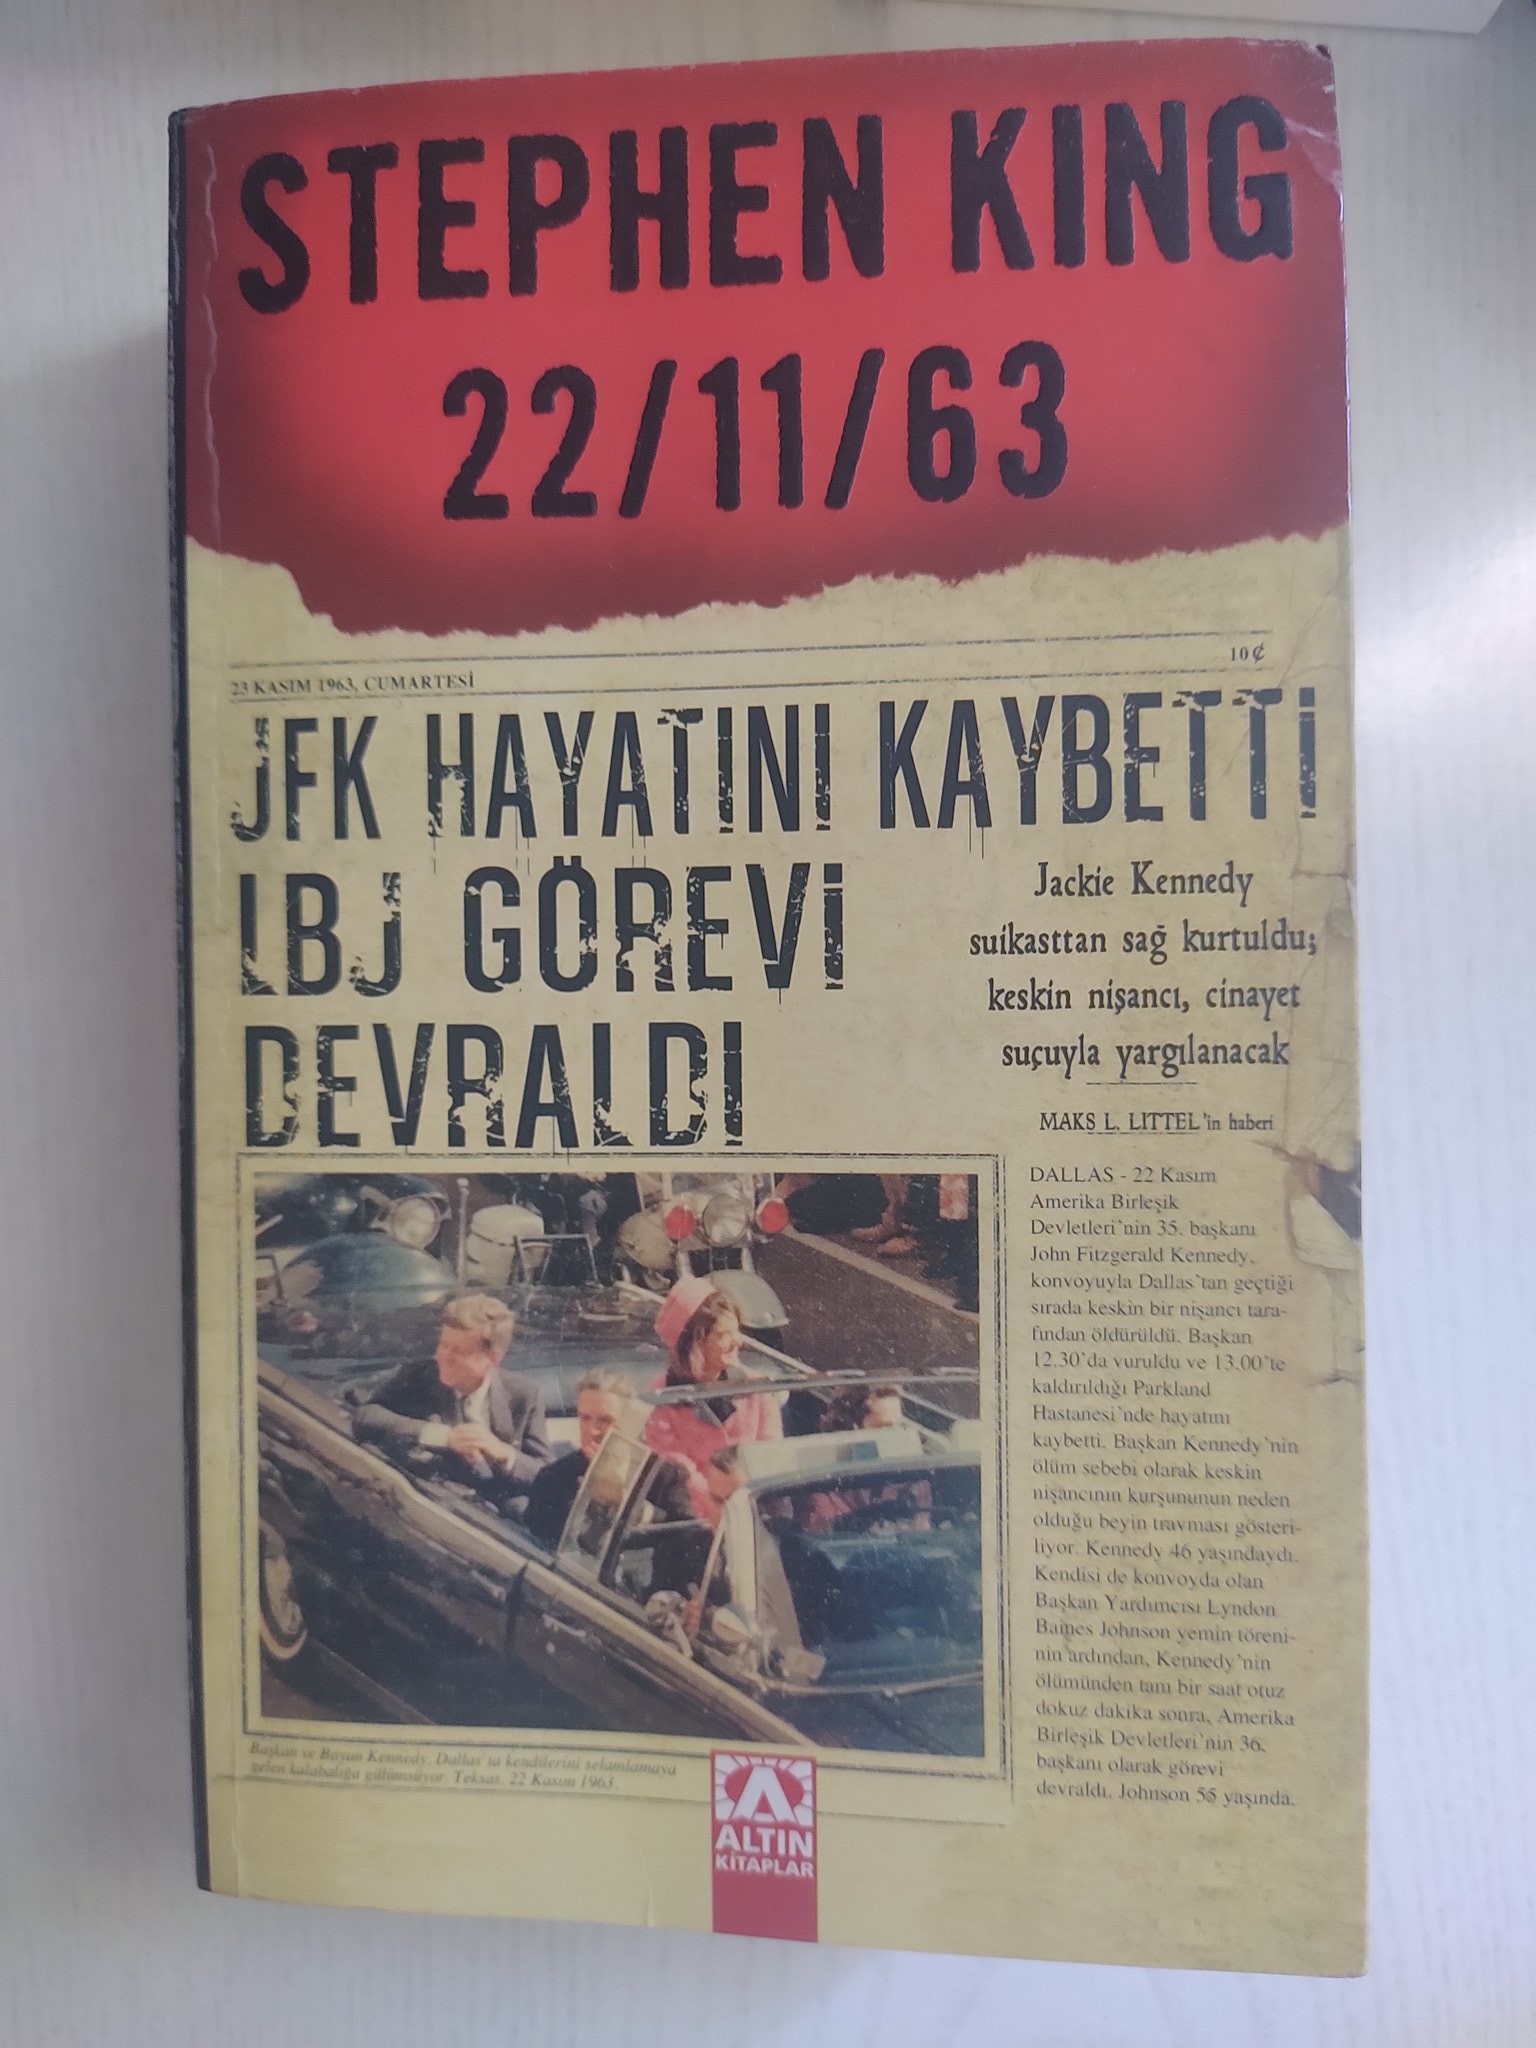 STEPHEN KING
22/11/63
23 KASIM 1963, CUMARTESİ
10¢
JFK HAYATINI KAYBETTİ
LBJ GÖREVİ
DEVRALDI
Jackie Kennedy
suikasttan sağ kurtuldu;
keskin nişancı, cinayet
suçuyla yargılanacak
MAKS L. LITTEL'in haberi
DALLAS - 22 Kasım
Amerika Birleşik
Devletleri'nin 35. başkanı
John Fitzgerald Kennedy,
konvoyuyla Dallas'tan geçtiği
sırada keskin bir nişancı tara-
fından öldürüldü. Başkan
12.30'da vuruldu ve 13.00'te
kaldırıldığı Parkland
Hastanesi'nde hayatını
kaybetti. Başkan Kennedy'nin
ölüm sebebi olarak keskin
nişancının kurşununun neden
olduğu beyin travması gösteri-
liyor. Kennedy 46 yaşındaydı.
Kendisi de konvoyda olan
Başkan Yardımcısı Lyndon
Baines Johnson yemin töreni-
nin ardından, Kennedy'nin
ölümünden tam bir saat otuz
dokuz dakika sonra, Amerika
Birleşik Devletleri'nin 36.
başkanı olarak görevi
devraldı. Johnson 55 yaşında.
Başkan ve Bayan Kennedy, Dallas'ta kendilerini selamlamaya
gelen kalabalığa gülümsüyor. Teksas, 22 Kasım 1963.
ALTIN
KİTAPLAR